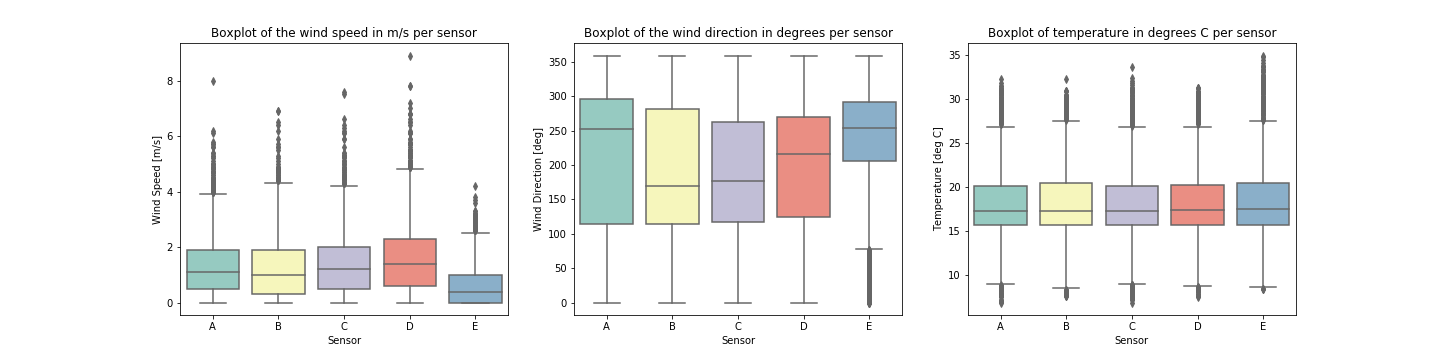 Boxplot of the wind speed in m/s per sensor
Wind Speed [m/s]
8
6
4
2
0
A B C D E
Sensor
Boxplot of the wind direction in degrees per sensor
Wind Direction [deg]
350
300
250
200
150
100
50
0
A B C D E
Sensor
Boxplot of temperature in degrees C per sensor
Temperature [deg C]
35
30
25
20
15
10
A B C D E
Sensor